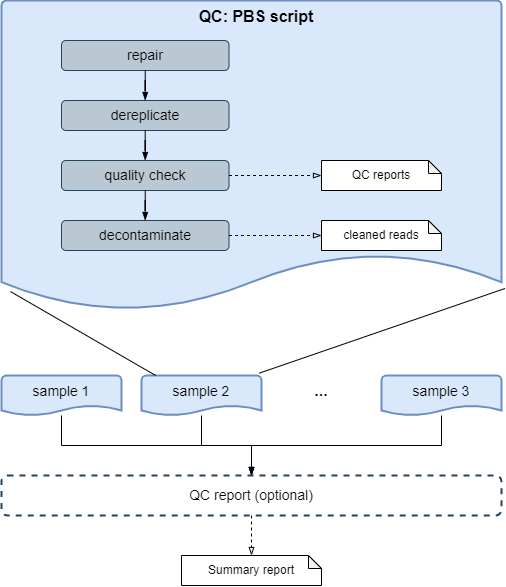 QC: PBS script
repair
dereplicate
quality check
QC reports
decontaminate
cleaned reads
sample 1
sample 2
...
sample 3
QC report (optional)
Summary report